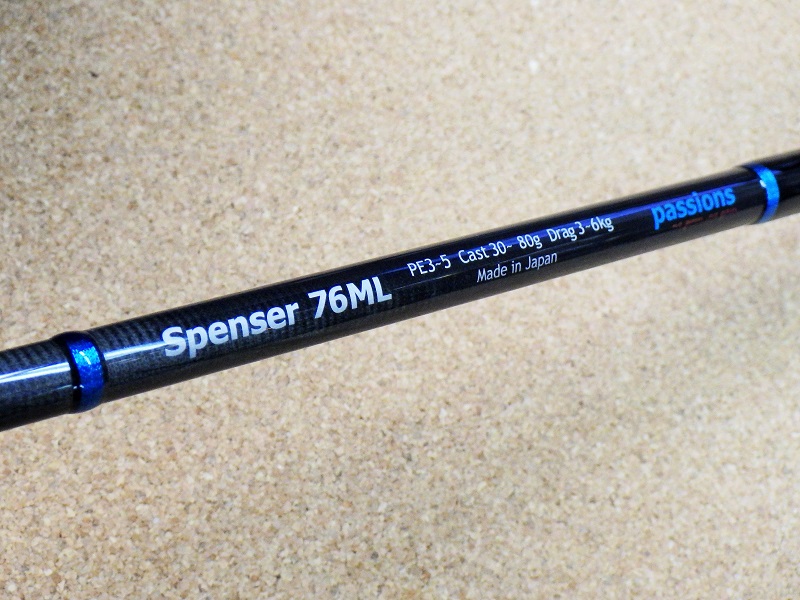 Spenser 76ML
PE3~5 Cast 30~ 80g Drag 3~6kg
Made in Japan
passions